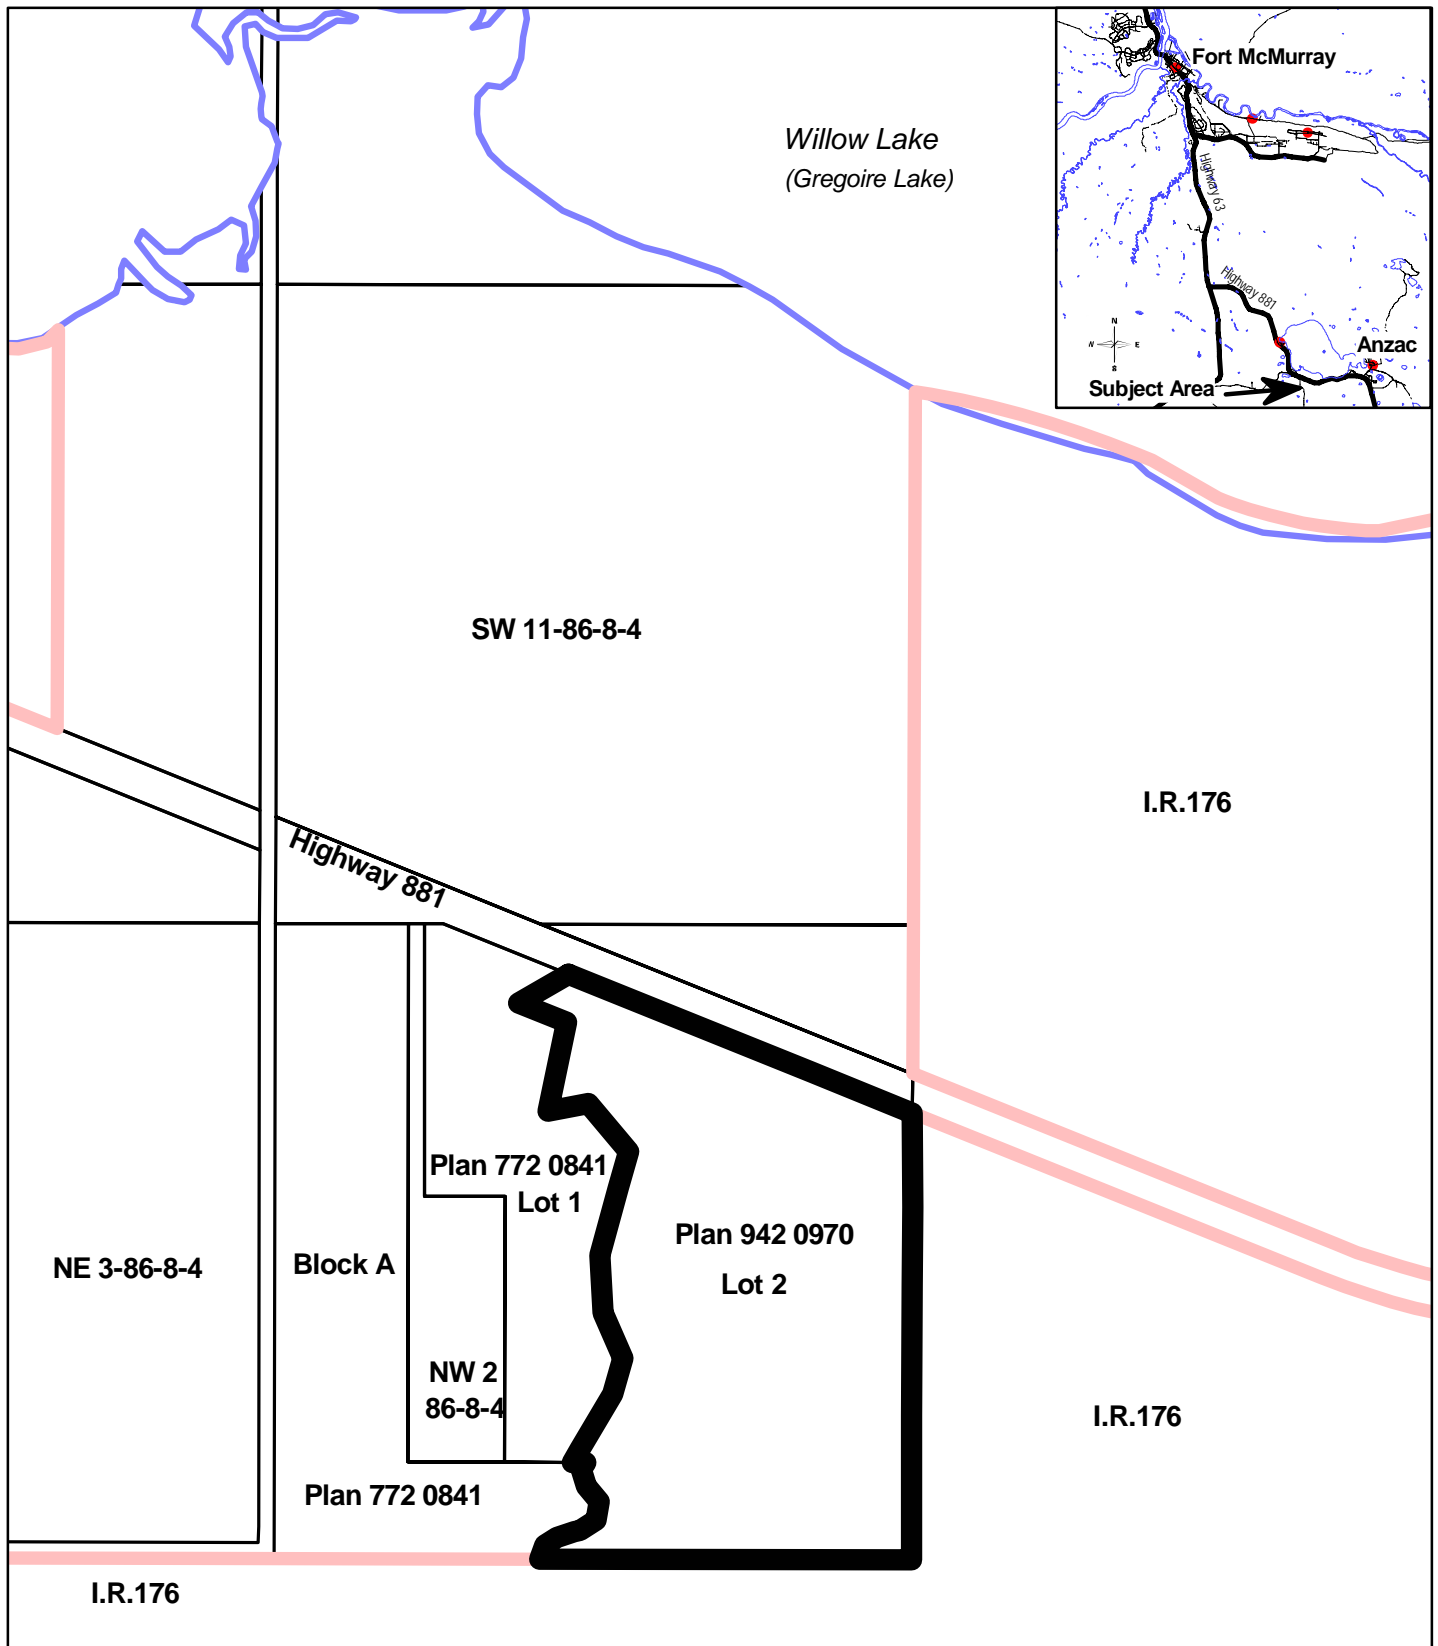 Fort McMurray
Willow Lake
(Gregoire Lake)
Highway 63
Highway 881
N
W
E
S
Anzac
Subject Area
SW 11-86-8-4
I.R.176
Highway 881
Plan 772 0841
Lot 1
Plan 942 0970
Lot 2
NE 3-86-8-4
Block A
NW 2
86-8-4
I.R.176
Plan 772 0841
I.R.176